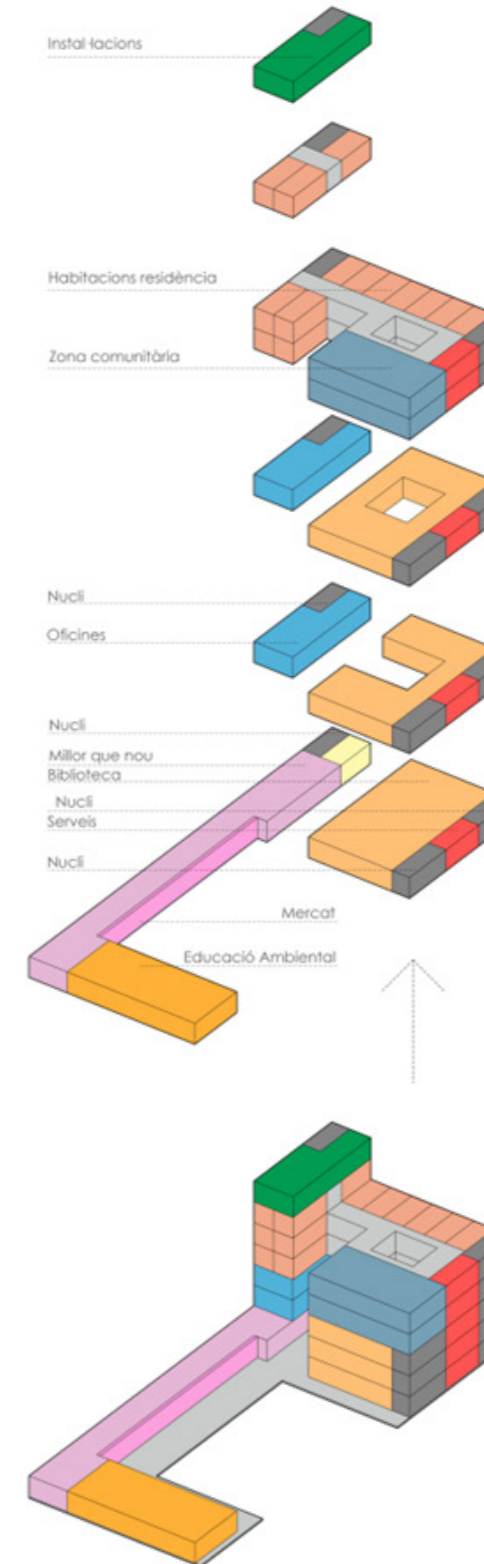 Instal·lacions
Habitacions residència
Zona comunitària
Nucli
Oficines
Nucli
Millor que nou
Biblioteca
Nucli
Serveis
Nucli
Mercat
Educació Ambiental